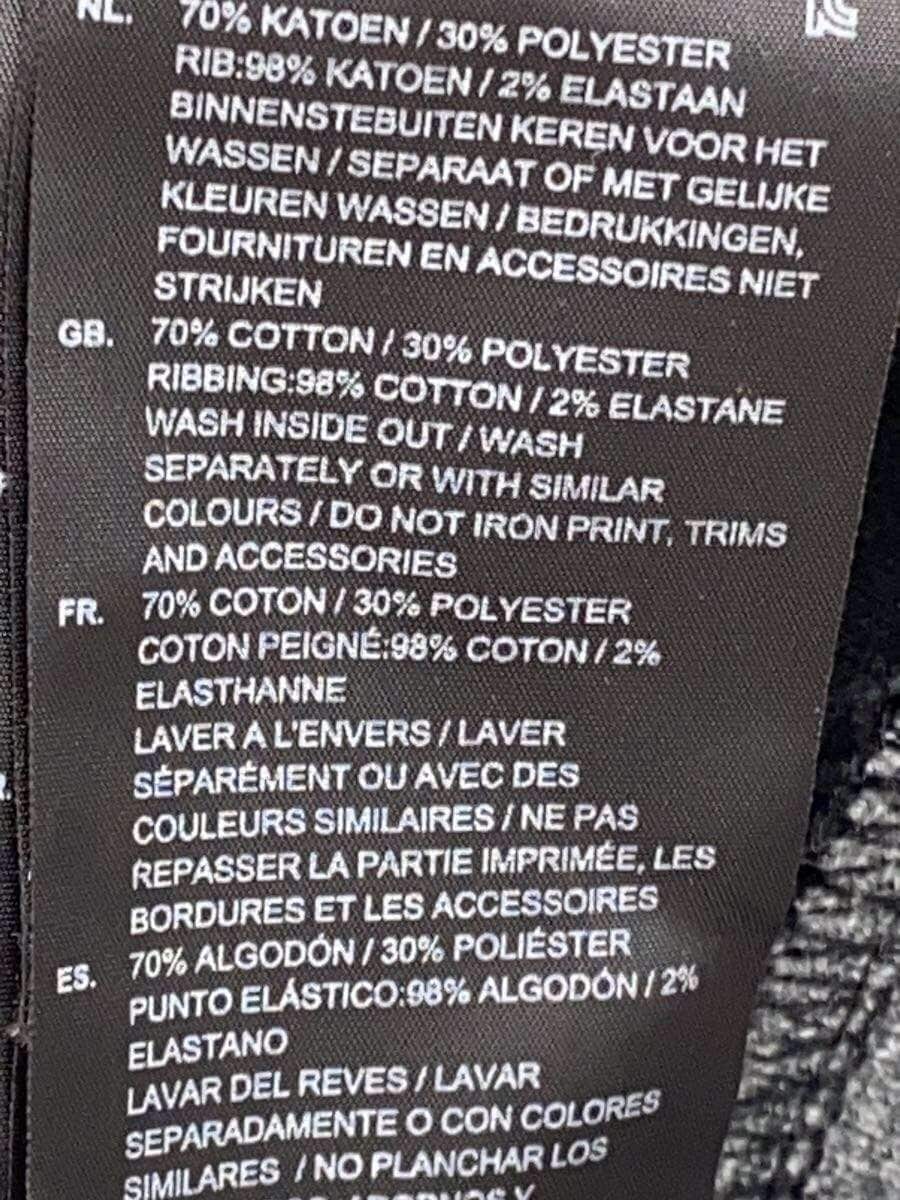 NL. 70% KATOEN / 30% POLYESTER
RIB:98% KATOEN / 2% ELASTAAN
BINNENSTEBUITEN KEREN VOOR HET
WASSEN / SEPARAAT OF MET GELIJKE
KLEUREN WASSEN / BEDRUKKINGEN,
FOURNITUREN EN ACCESSOIRES NIET
STRIJKEN
GB. 70% COTTON / 30% POLYESTER
RIBBING:98% COTTON / 2% ELASTANE
WASH INSIDE OUT / WASH
SEPARATELY OR WITH SIMILAR
COLOURS / DO NOT IRON PRINT, TRIMS
AND ACCESSORIES
FR. 70% COTON / 30% POLYESTER
COTON PEIGNÉ:98% COTON / 2%
ELASTHANNE
LAVER A L'ENVERS / LAVER
SÉPARÉMENT OU AVEC DES
COULEURS SIMILAIRES / NE PAS
REPASSER LA PARTIE IMPRIMÉE, LES
BORDURES ET LES ACCESSOIRES
ES. 70% ALGODÓN / 30% POLIÉSTER
PUNTO ELÁSTICO:98% ALGODÓN / 2%
ELASTANO
LAVAR DEL REVES / LAVAR
SEPARADAMENTE O CON COLORES
SIMILARES / NO PLANCHAR LOS